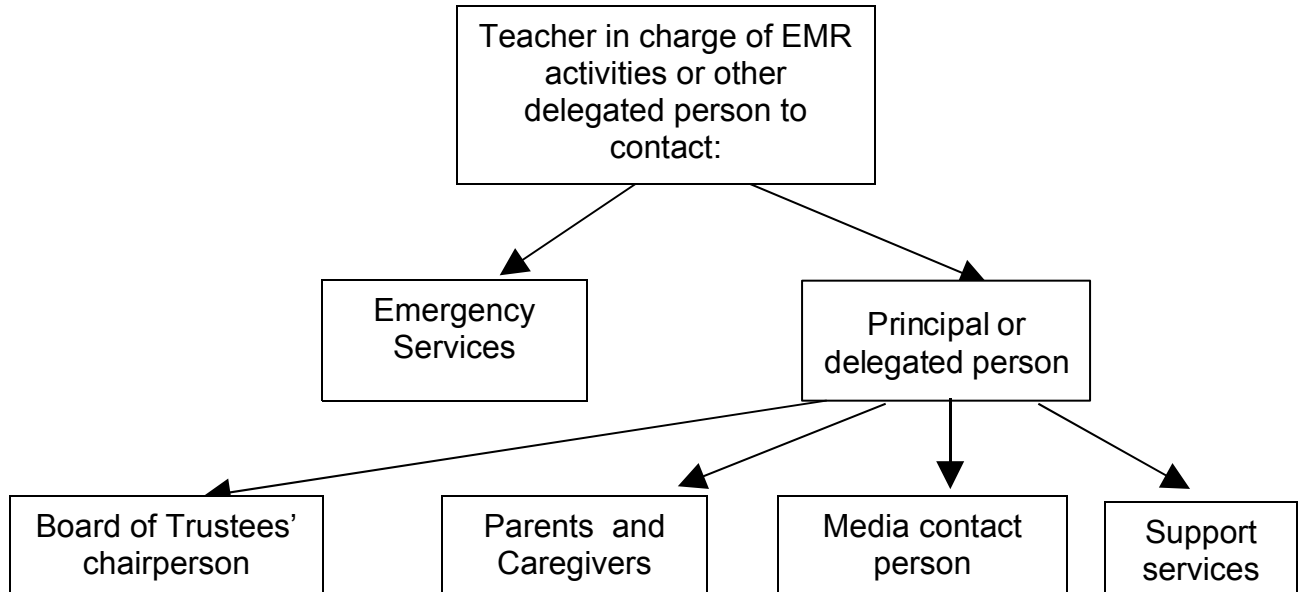 Teacher in charge of EMR
activities or other
delegated person to
contact:
Emergency
Services
Principal or
delegated person
Board of Trustees’
chairperson
Parents and
Caregivers
Media contact
person
Support
services